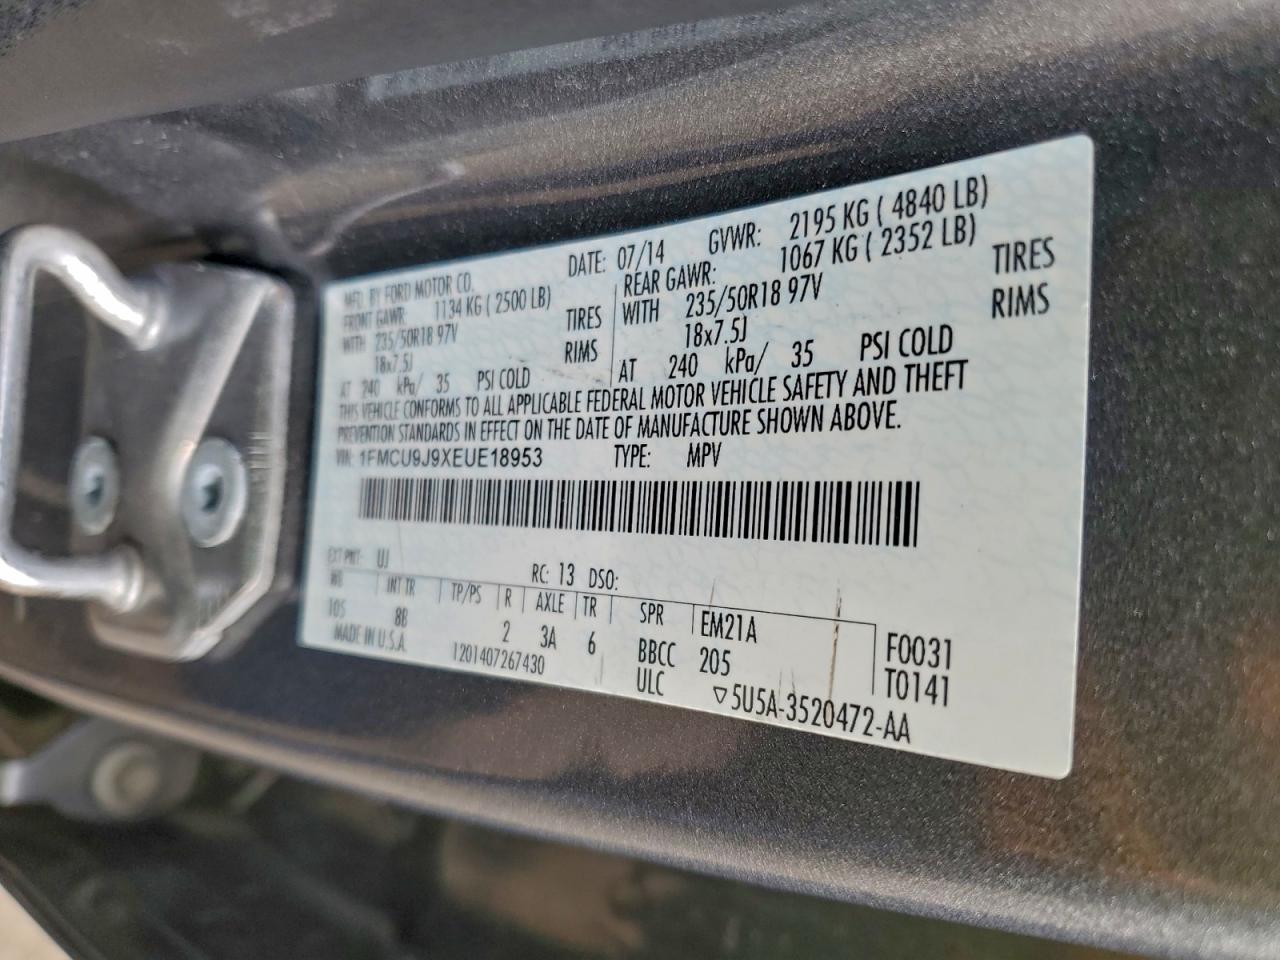 MFD. BY FORD MOTOR CO.
DATE: 07/14
GVWR: 2195 KG ( 4840 LB)
FRONT GAWR: 1134 KG ( 2500 LB)
REAR GAWR: 1067 KG ( 2352 LB)
WITH 235/50R18 97V TIRES
WITH 235/50R18 97V TIRES
18x7.5J RIMS
18x7.5J RIMS
AT 240 kPa/ 35 PSI COLD
AT 240 kPa/ 35 PSI COLD
THIS VEHICLE CONFORMS TO ALL APPLICABLE FEDERAL MOTOR VEHICLE SAFETY AND THEFT
PREVENTION STANDARDS IN EFFECT ON THE DATE OF MANUFACTURE SHOWN ABOVE.
VIN: 1FMCU9J9XEUE18953 TYPE: MPV
EXT PNT: UJ RC: 13 DSO:
WB INT TR TP/PS R AXLE TR SPR EM21A
105 8B 2 3A 6 BBCC 205 F0031
MADE IN U.S.A. 1201407267430 ULC T0141
▽5U5A-3520472-AA